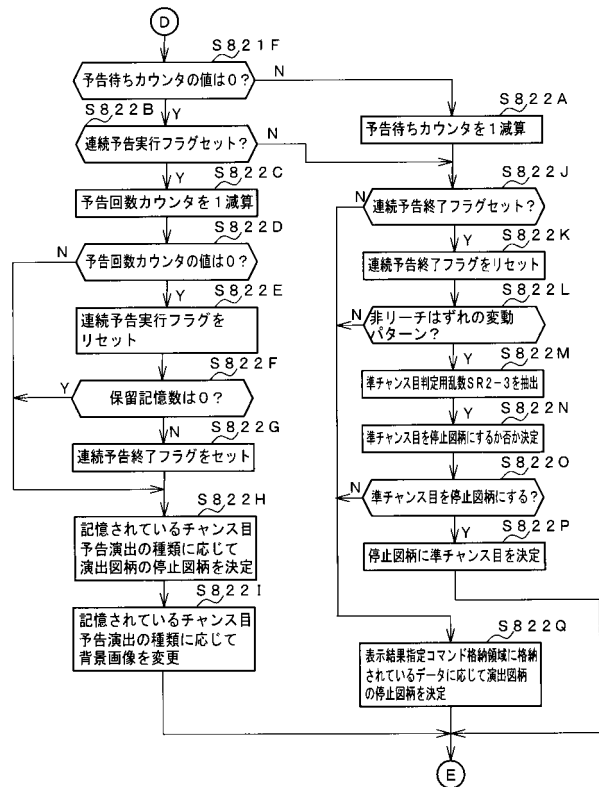 D
S821F
予告待ちカウンタの値は0?
N
Y
S822B
連続予告実行フラグセット?
N
Y
S822C
予告回数カウンタを1減算
S822D
予告回数カウンタの値は0?
N
Y
S822E
連続予告実行フラグを
リセット
S822F
保留記憶数は0?
Y
N
S822G
連続予告終了フラグをセット
S822H
記憶されているチャンス目
予告演出の種類に応じて
演出図柄の停止図柄を決定
S822I
記憶されているチャンス目
予告演出の種類に応じて
背景画像を変更
S822A
予告待ちカウンタを1減算
S822J
連続予告終了フラグセット?
N
Y
S822K
連続予告終了フラグをリセット
S822L
非リーチはずれの変動
パターン?
N
Y
S822M
準チャンス目判定用乱数SR2-3を抽出
S822N
準チャンス目を停止図柄にするか否か決定
S822O
準チャンス目を停止図柄にする?
N
Y
S822P
停止図柄に準チャンス目を決定
S822Q
表示結果指定コマンド格納領域に格納
されているデータに応じて演出図柄
の停止図柄を決定
E